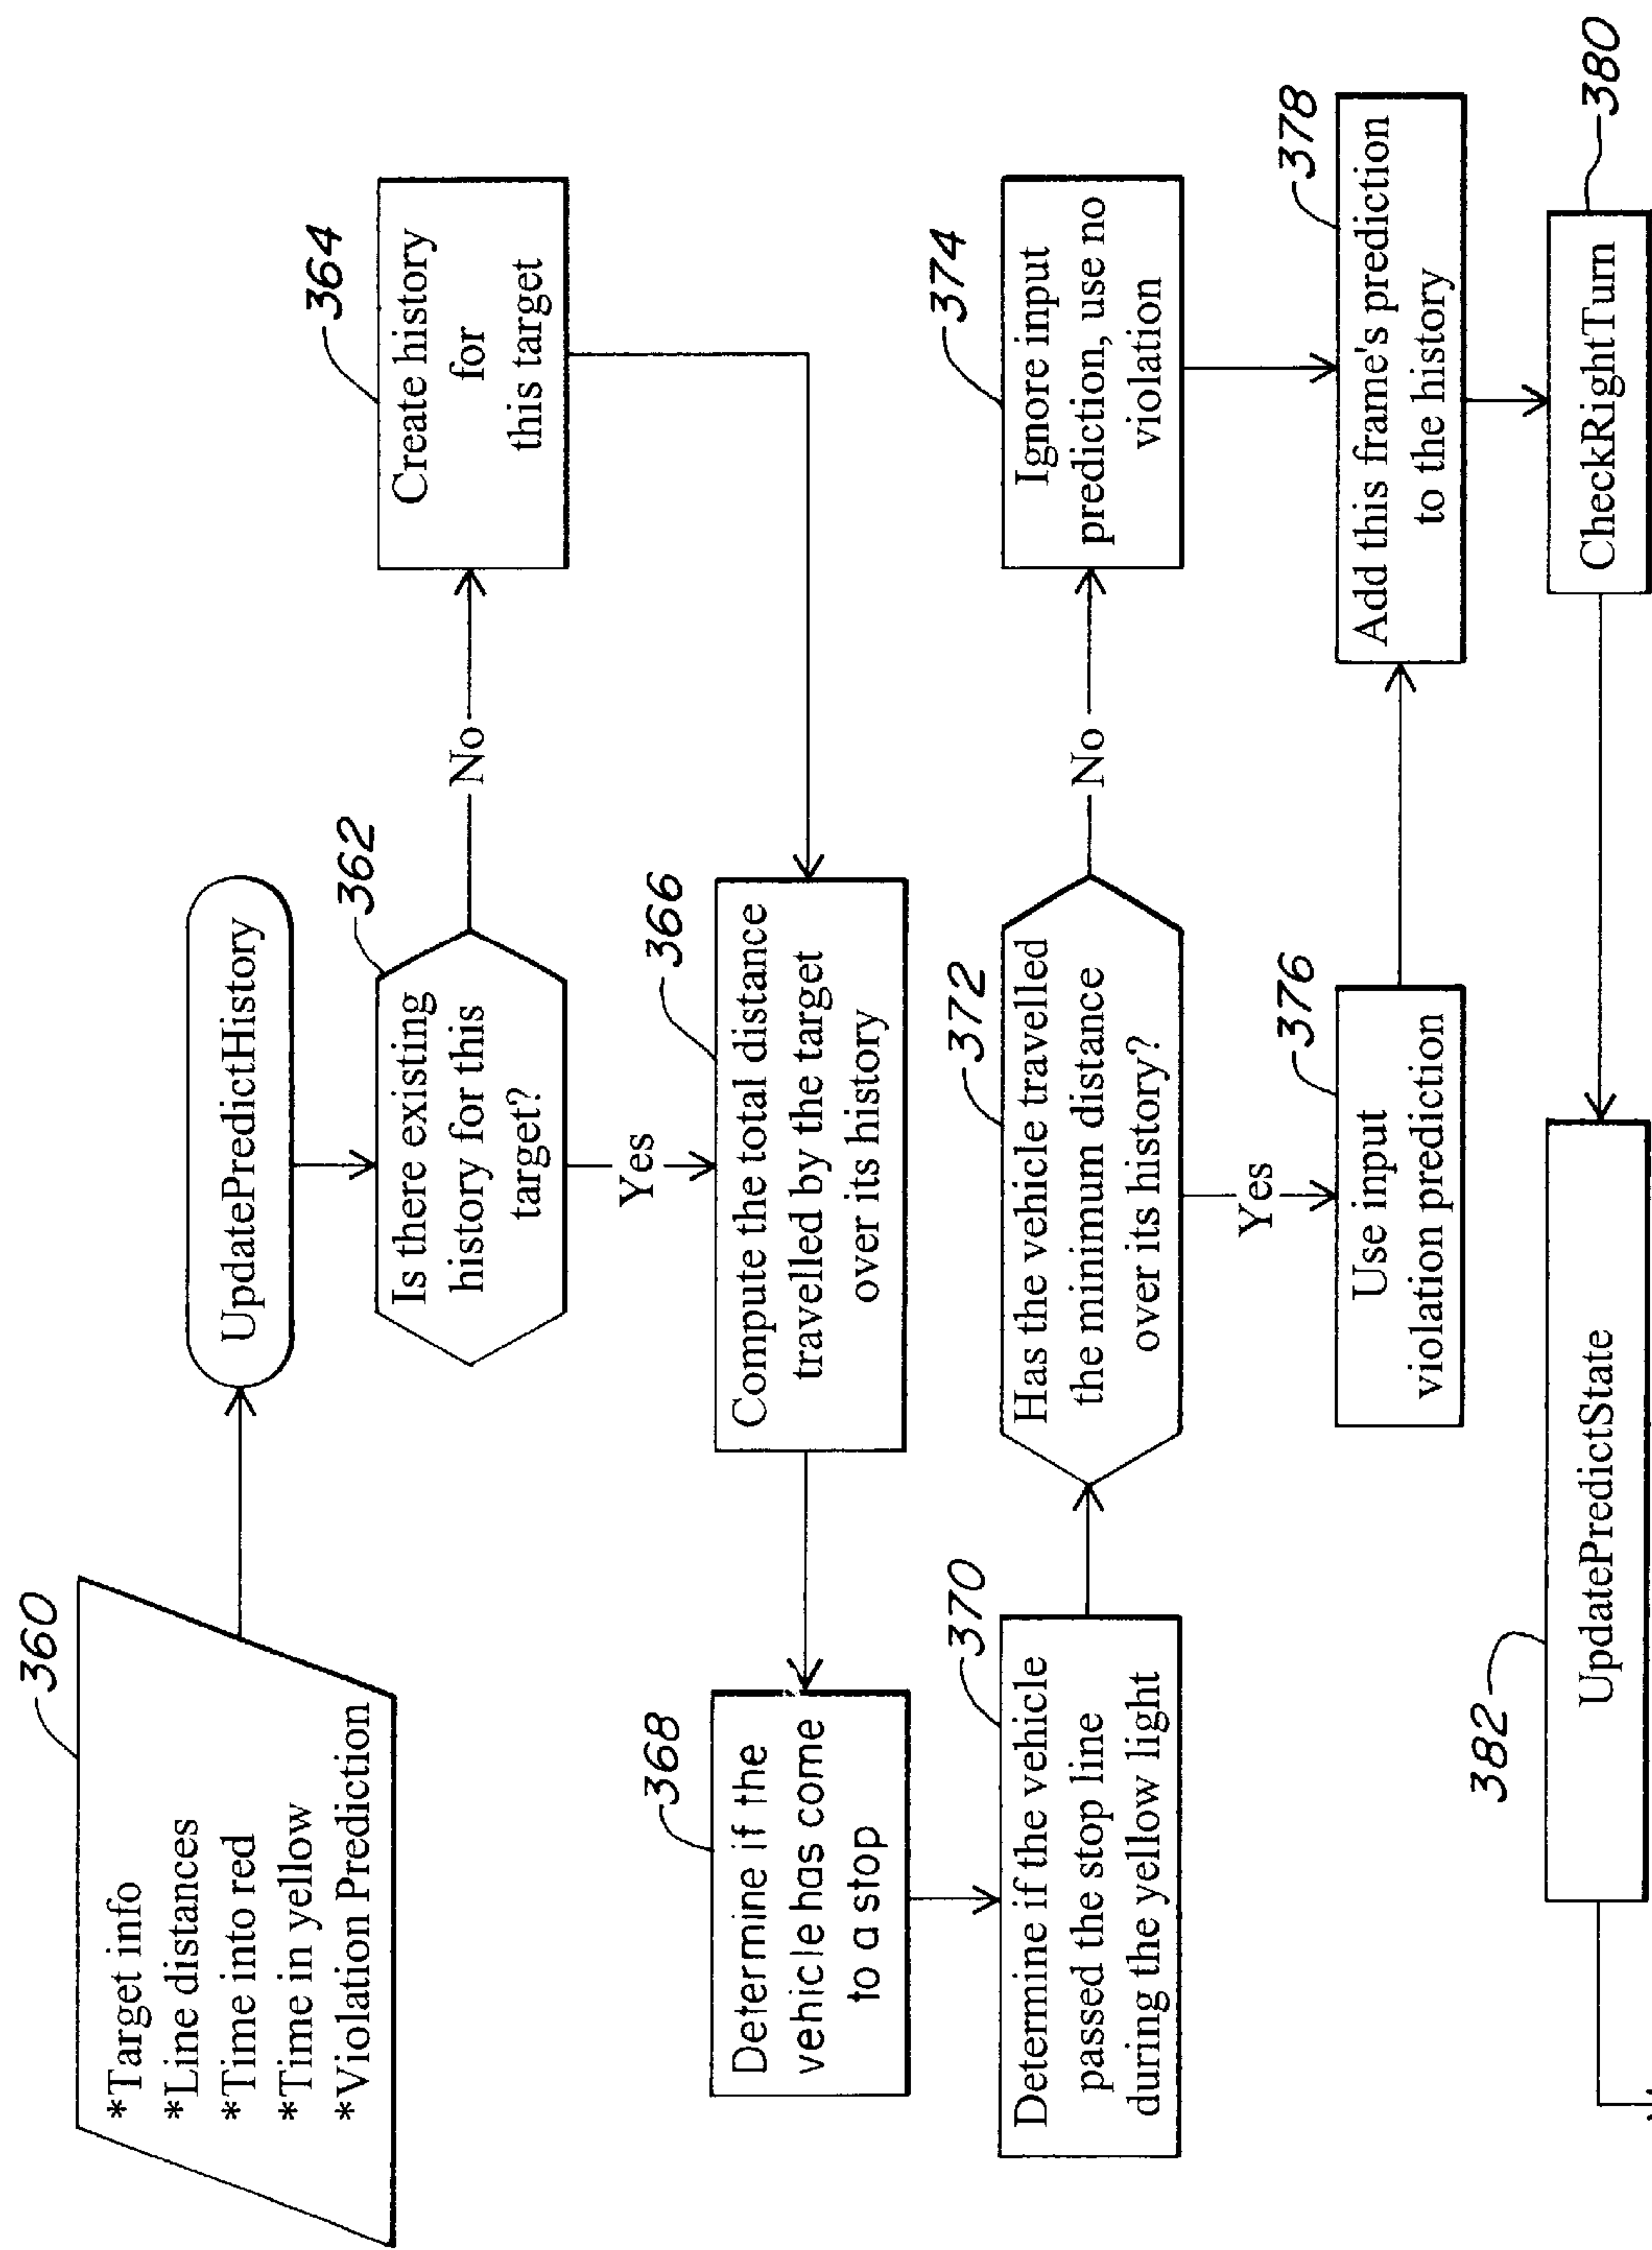 360
*Target info
*Line distances
*Time into red
*Time in yellow
*Violation Prediction
UpdatePredictHistory
362
Is there existing
history for this
target?
No
364
Create history
for
this target
Yes
366
Compute the total distance
travelled by the target
over its history
368
Determine if the
vehicle has come
to a stop
370
Determine if the vehicle
passed the stop line
during the yellow light
372
Has the vehicle travelled
the minimum distance
over its history?
No
374
Ignore input
prediction, use no
violation
Yes
376
Use input
violation prediction
378
Add this frame's prediction
to the history
CheckRightTurn
380
382
UpdatePredictState